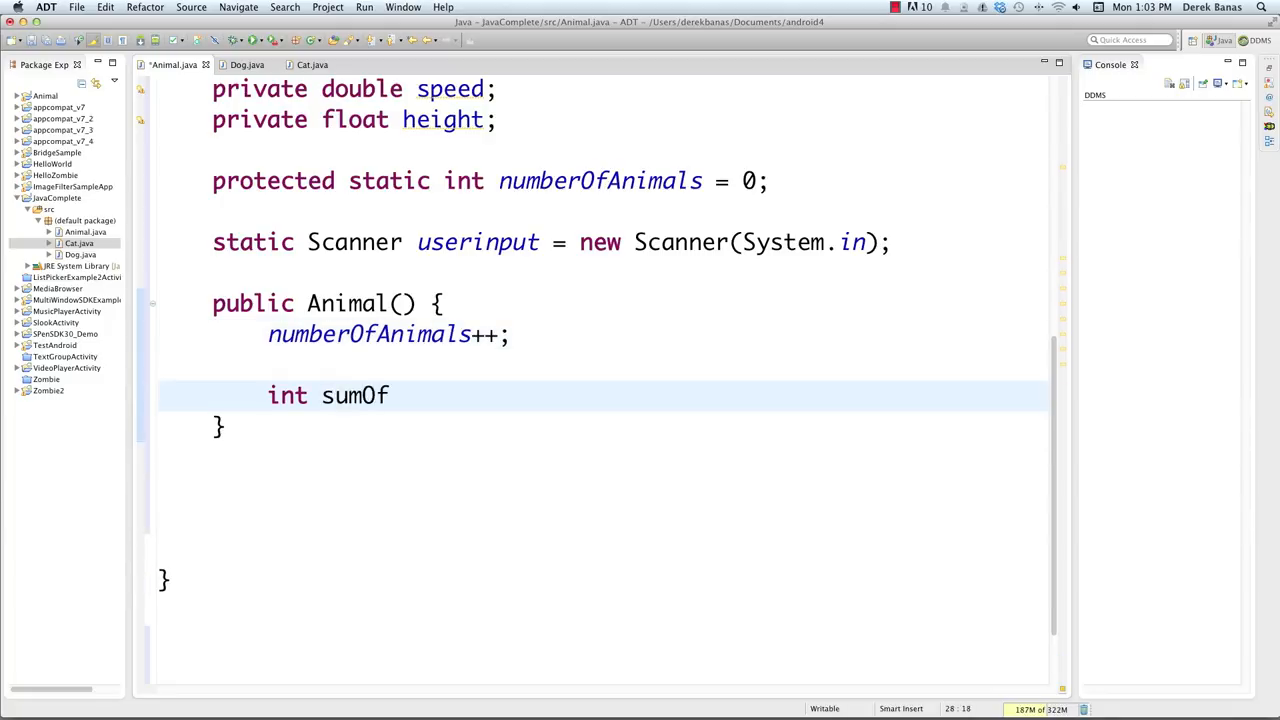 ADT File Edit Refactor Source Navigate Search Project Run Window Help 10 Mon 1:03 PM Derek Banas
Java - JavaComplete/src/Animal.java - ADT - /Users/derekbanas/Documents/android4
Quick Access Java DDMS
Package Exp *Animal.java Dog.java Cat.java Console
DDMS
Animal
appcompat_v7
appcompat_v7_2
appcompat_v7_3
appcompat_v7_4
BridgeSample
HelloWorld
HelloZombie
ImageFilterSampleApp
JavaComplete
src
(default package)
Animal.java
Cat.java
Dog.java
JRE System Library [Ja
ListPickerExample2Activi
MediaBrowser
MultiWindowSDKExample
MusicPlayerActivity
SlookActivity
SPenSDK30_Demo
TestAndroid
TextGroupActivity
VideoPlayerActivity
Zombie
Zombie2
private double speed;
private float height;
protected static int numberOfAnimals = 0;
static Scanner userinput = new Scanner(System.in);
public Animal() {
numberOfAnimals++;
int sumOf
}
}
Writable Smart Insert 28 : 18 187M of 322M